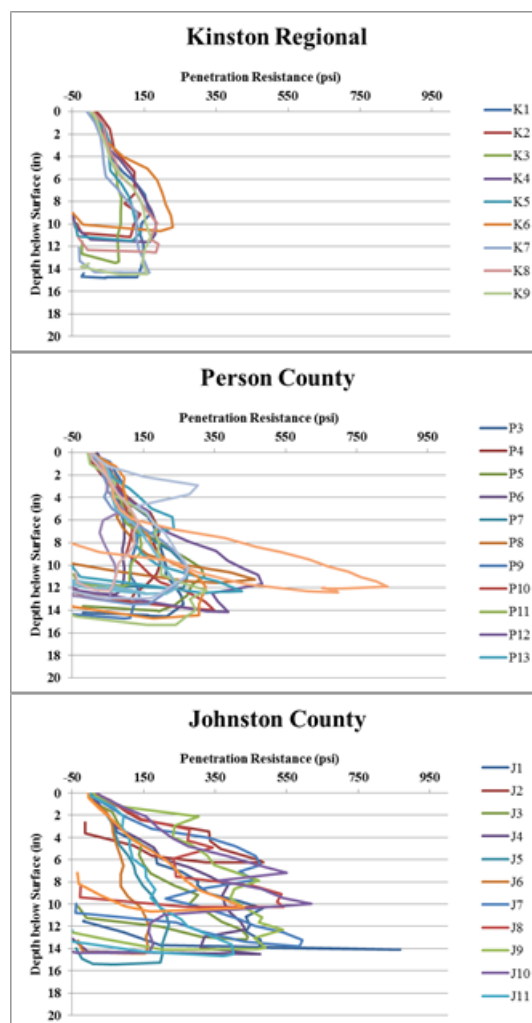 Kinston Regional
Penetration Resistance (psi)
-50 150 350 550 750 950
Depth below Surface (in)
0
2
4
6
8
10
12
14
16
18
20
K1
K2
K3
K4
K5
K6
K7
K8
K9
Person County
Penetration Resistance (psi)
-50 150 350 550 750 950
Depth below Surface (in)
0
2
4
6
8
10
12
14
16
18
20
P3
P4
P5
P6
P7
P8
P9
P10
P11
P12
P13
Johnston County
Penetration Resistance (psi)
-50 150 350 550 750 950
Depth below Surface (in)
0
2
4
6
8
10
12
14
16
18
20
J1
J2
J3
J4
J5
J6
J7
J8
J9
J10
J11